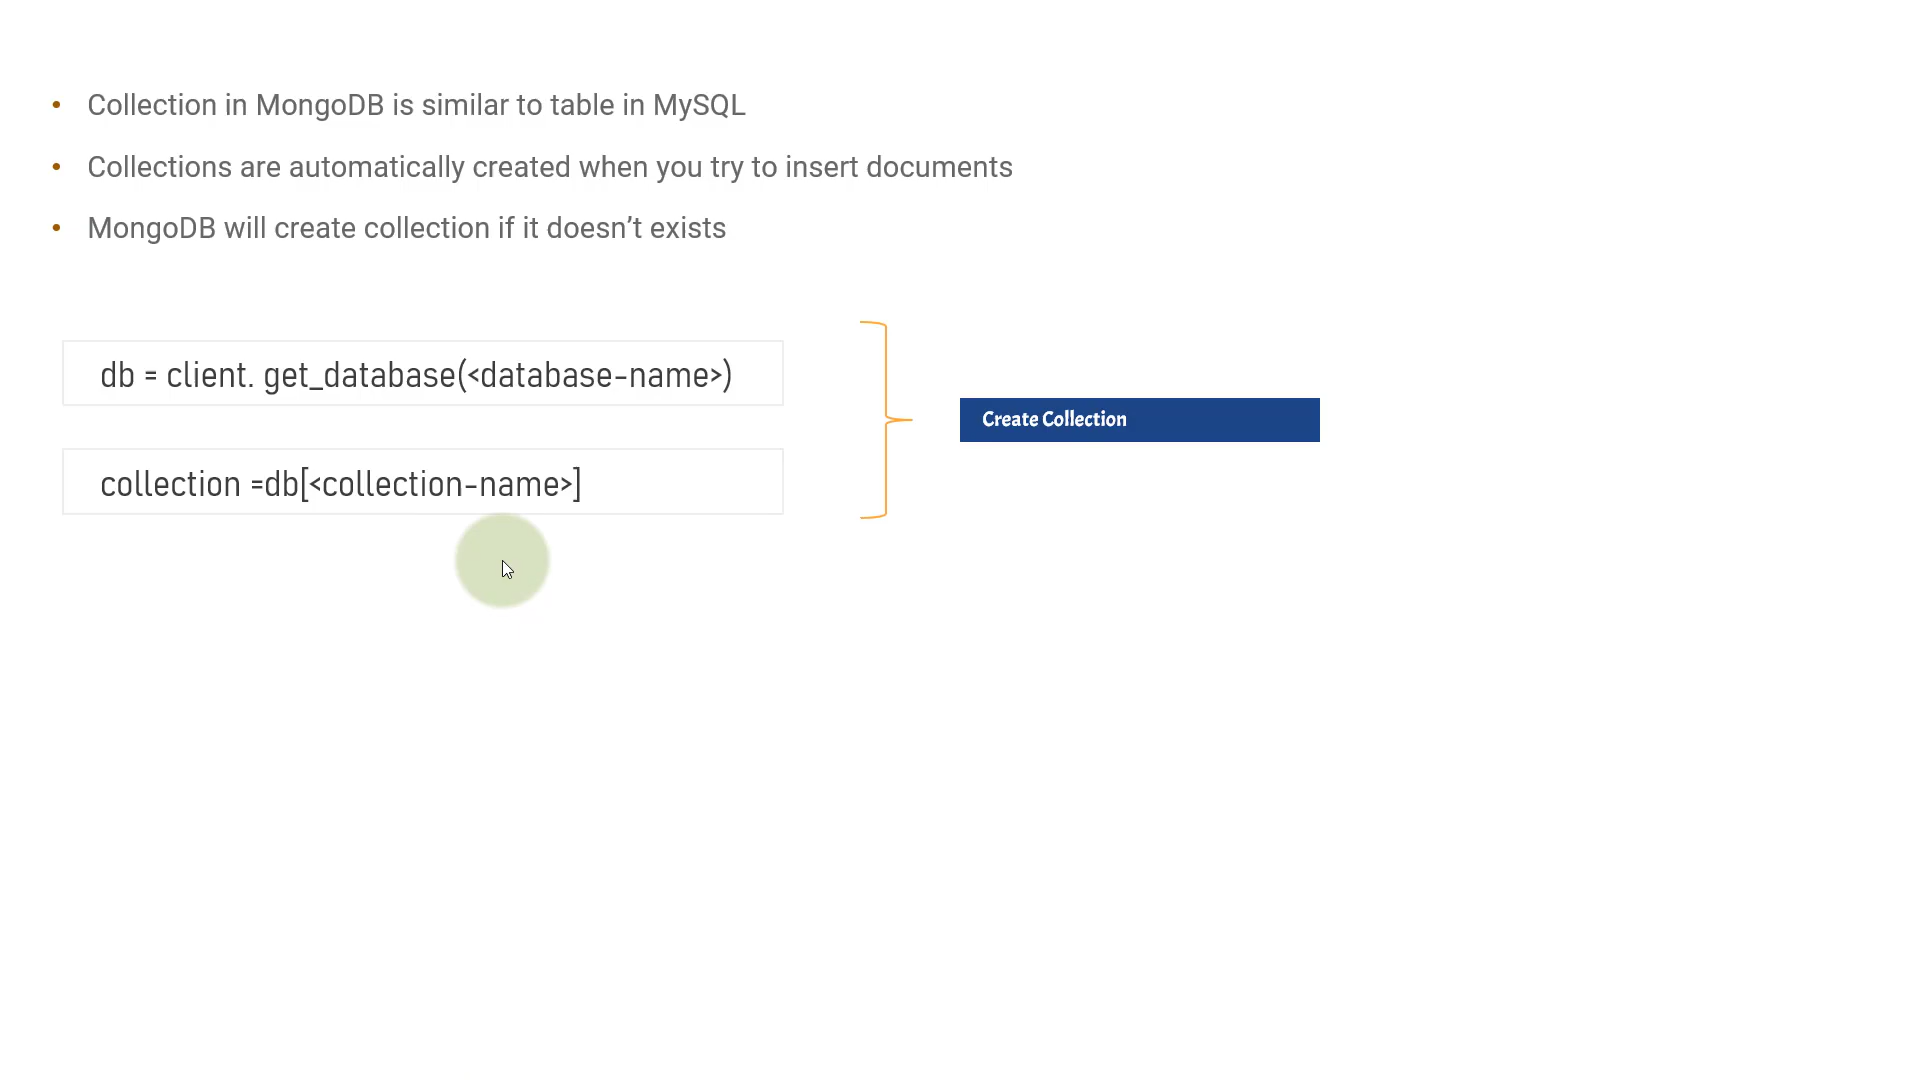 • Collection in MongoDB is similar to table in MySQL
• Collections are automatically created when you try to insert documents
• MongoDB will create collection if it doesn’t exists
db = client. get_database(<database-name>)
collection =db[<collection-name>]
Create Collection